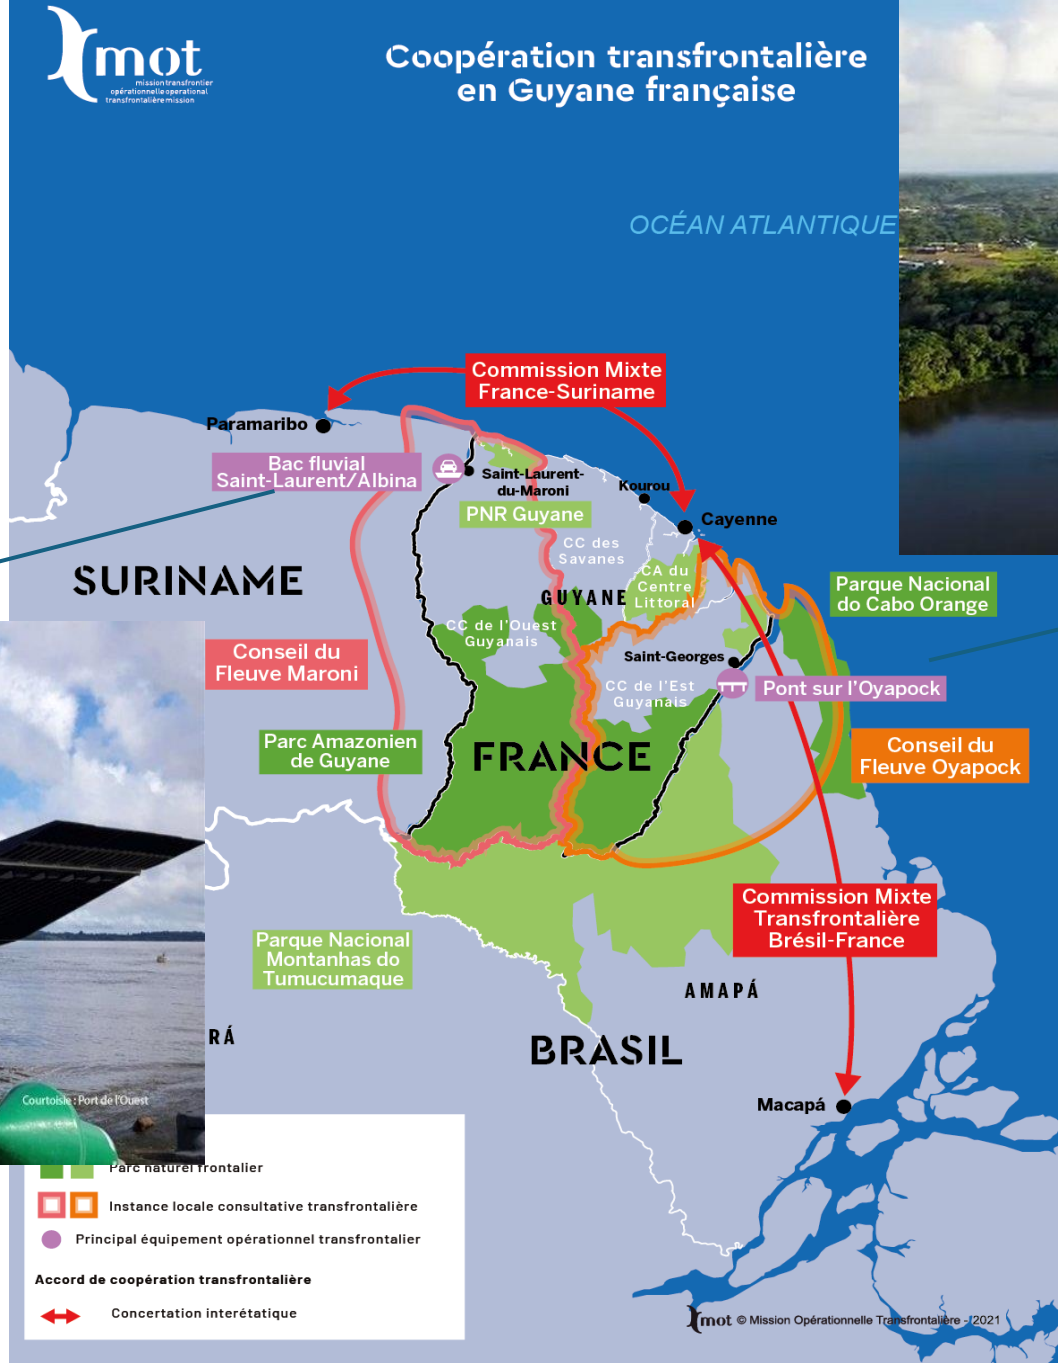 mot
mission transfrontier
opérationnelle operational
transfrontalière mission
Coopération transfrontalière
en Guyane française
OCÉAN ATLANTIQUE
Commission Mixte
France-Suriname
Paramaribo
Bac fluvial
Saint-Laurent/Albina
Saint-Laurent-
du-Maroni
Kourou
PNR Guyane
Cayenne
CC des
Savanes
CA du
Centre
Littoral
SURINAME
GUYANE
Parque Nacional
do Cabo Orange
CC de l'Ouest
Guyanais
Conseil du
Fleuve Maroni
Saint-Georges
CC de l'Est
Guyanais
Pont sur l'Oyapock
Parc Amazonien
de Guyane
FRANCE
Conseil du
Fleuve Oyapock
Commission Mixte
Transfrontalière
Brésil-France
Parque Nacional
Montanhas do
Tumucumaque
AMAPÁ
RÁ
BRASIL
Macapá
Courtoisie : Port de l'Ouest
Parc naturel frontalier
Instance locale consultative transfrontalière
Principal équipement opérationnel transfrontalier
Accord de coopération transfrontalière
Concertation interétatique
mot © Mission Opérationnelle Transfrontalière - 2021